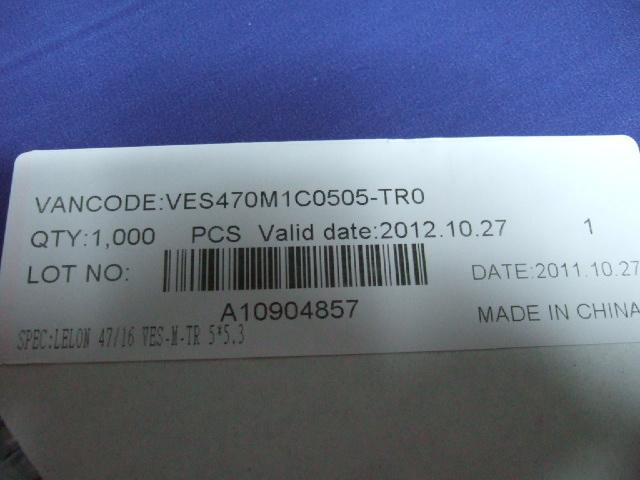 VANCODE:VES470M1C0505-TR0
QTY:1,000 PCS Valid date:2012.10.27 1
LOT NO: DATE:2011.10.27
A10904857 MADE IN CHINA
SPEC:LELON 47/16 VES-M-TR 5*5.3